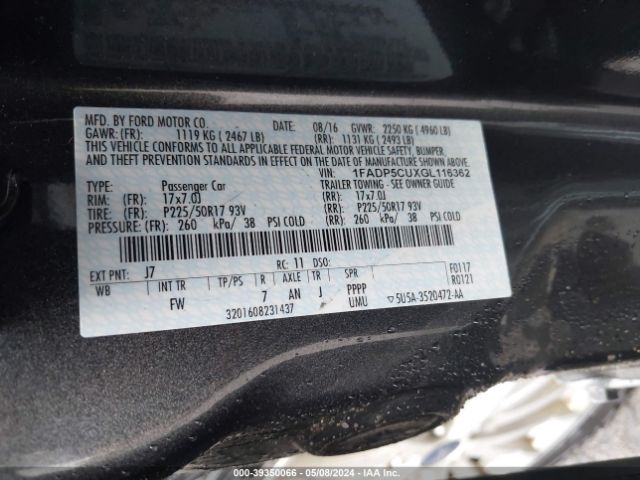 MFD. BY FORD MOTOR CO. DATE: 08/16 GVWR: 2250 KG ( 4960 LB)
GAWR: (FR): 1119 KG ( 2467 LB) (RR): 1131 KG ( 2493 LB)
THIS VEHICLE CONFORMS TO ALL APPLICABLE FEDERAL MOTOR VEHICLE SAFETY, BUMPER,
AND THEFT PREVENTION STANDARDS IN EFFECT ON THE DATE OF MANUFACTURE SHOWN ABOVE.
VIN: 1FADP5CUXGL116362
TYPE: Passenger Car TRAILER TOWING - SEE OWNER GUIDE
RIM: (FR): 17x7.0J (RR): 17x7.0J
TIRE: (FR): P225/50R17 93V (RR): P225/50R17 93V
PRESSURE: (FR): 260 kPa/ 38 PSI COLD (RR): 260 kPa/ 38 PSI COLD
EXT PNT: J7 RC: 11 DSO: F0117
WB INT TR TP/PS R AXLE TR SPR R0121
FW 7 AN J PPPP
UMU 5U5A-3520472-AA
3201608231437
000-39350066 - 05/08/2024 - IAA Inc.